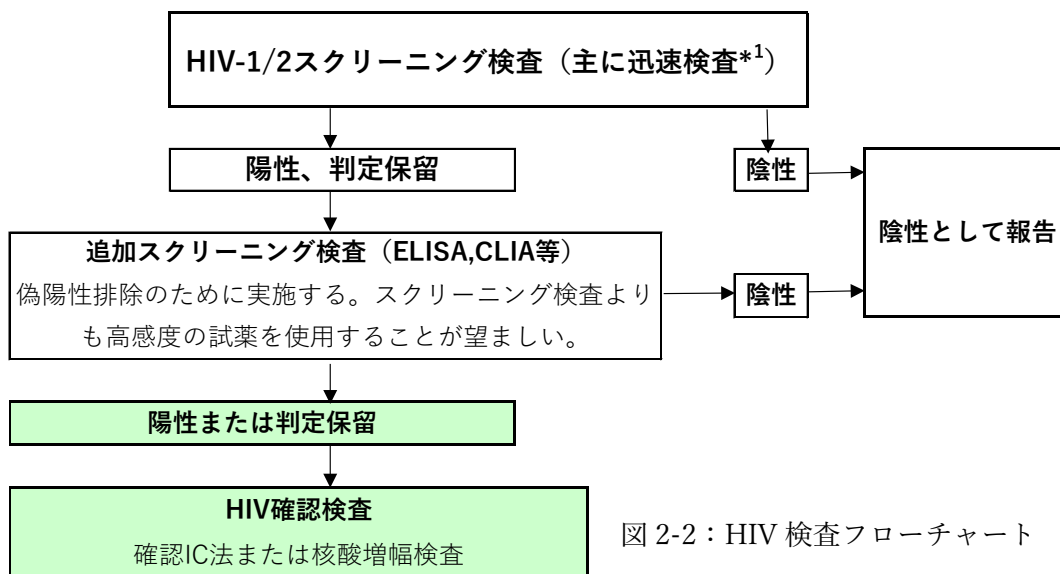 HIV-1/2スクリーニング検査（主に迅速検査*1）
陽性、判定保留
陰性
陰性として報告
追加スクリーニング検査（ELISA,CLIA等）
偽陽性排除のために実施する。スクリーニング検査より
も高感度の試薬を使用することが望ましい。
陰性
陽性または判定保留
HIV確認検査
確認IC法または核酸増幅検査
図 2-2：HIV 検査フローチャート